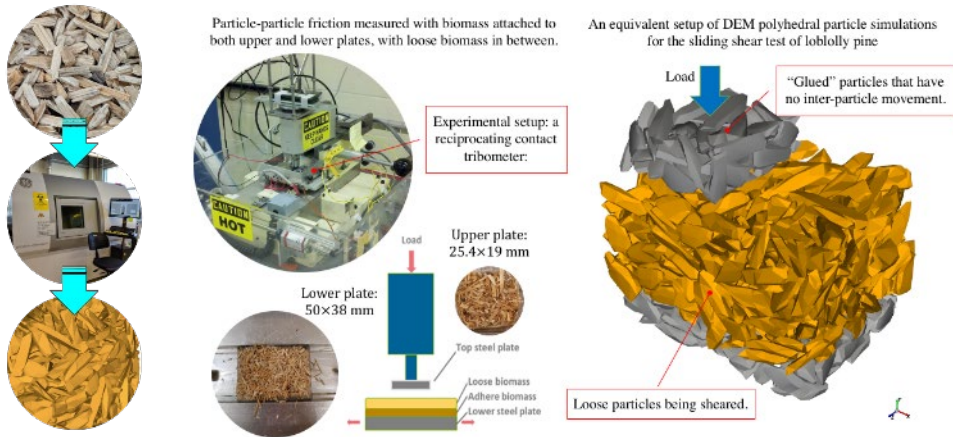 Particle-particle friction measured with biomass attached to
both upper and lower plates, with loose biomass in between.
CAUTION
CAUTION
HOT
Experimental setup: a
reciprocating contact
tribometer:
Load
Upper plate:
25.4×19 mm
Lower plate:
50×38 mm
Top steel plate
Loose biomass
Adhere biomass
Lower steel plate
An equivalent setup of DEM polyhedral particle simulations
for the sliding shear test of loblolly pine
Load
“Glued” particles that have
no inter-particle movement.
Loose particles being sheared.